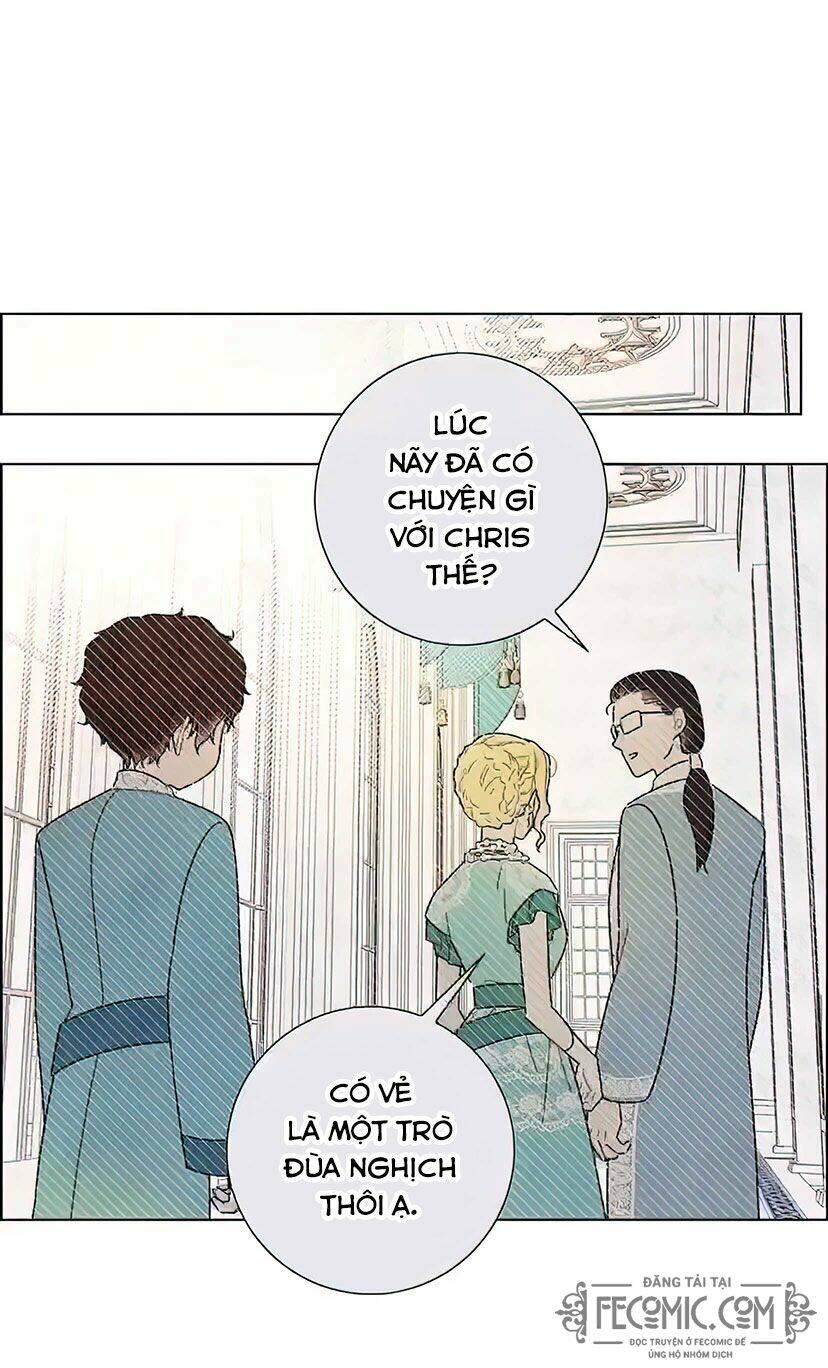 LÚC
NÃY ĐÃ CÓ
CHUYỆN GÌ
VỚI CHRIS
THẾ?
CÓ VẺ
LÀ MỘT TRÒ
ĐÙA NGHỊCH
THÔI Ạ.
ĐĂNG TẢI TẠI
FECOMIC.COM
ĐỌC TRUYỆN Ở FECOMIC ĐỂ
ỦNG HỘ NHÓM DỊCH